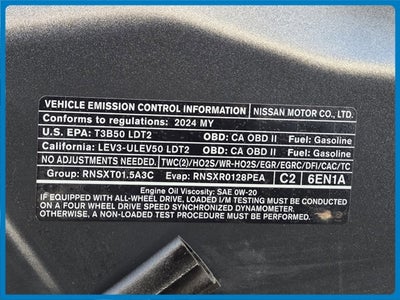 VEHICLE EMISSION CONTROL INFORMATION NISSAN MOTOR CO., LTD.
Conforms to regulations: 2024 MY
U.S. EPA: T3B50 LDT2 OBD: CA OBD II Fuel: Gasoline
California: LEV3-ULEV50 LDT2 OBD: CA OBD II Fuel: Gasoline
NO ADJUSTMENTS NEEDED. TWC(2)/HO2S/WR-HO2S/EGR/EGRC/DFI/CAC/TC
Group: RNSXT01.5A3C Evap: RNSXR0128PEA C2 6EN1A
Engine Oil Viscosity: SAE 0W-20
IF EQUIPPED WITH ALL-WHEEL DRIVE, LOADED I/M TESTS MUST BE CONDUCTED
ON A FOUR WHEEL DRIVE SPEED SYNCHRONIZED DYNAMOMETER.
OTHERWISE, A NON-LOADED TEST PROCEDURE MUST BE PERFORMED.